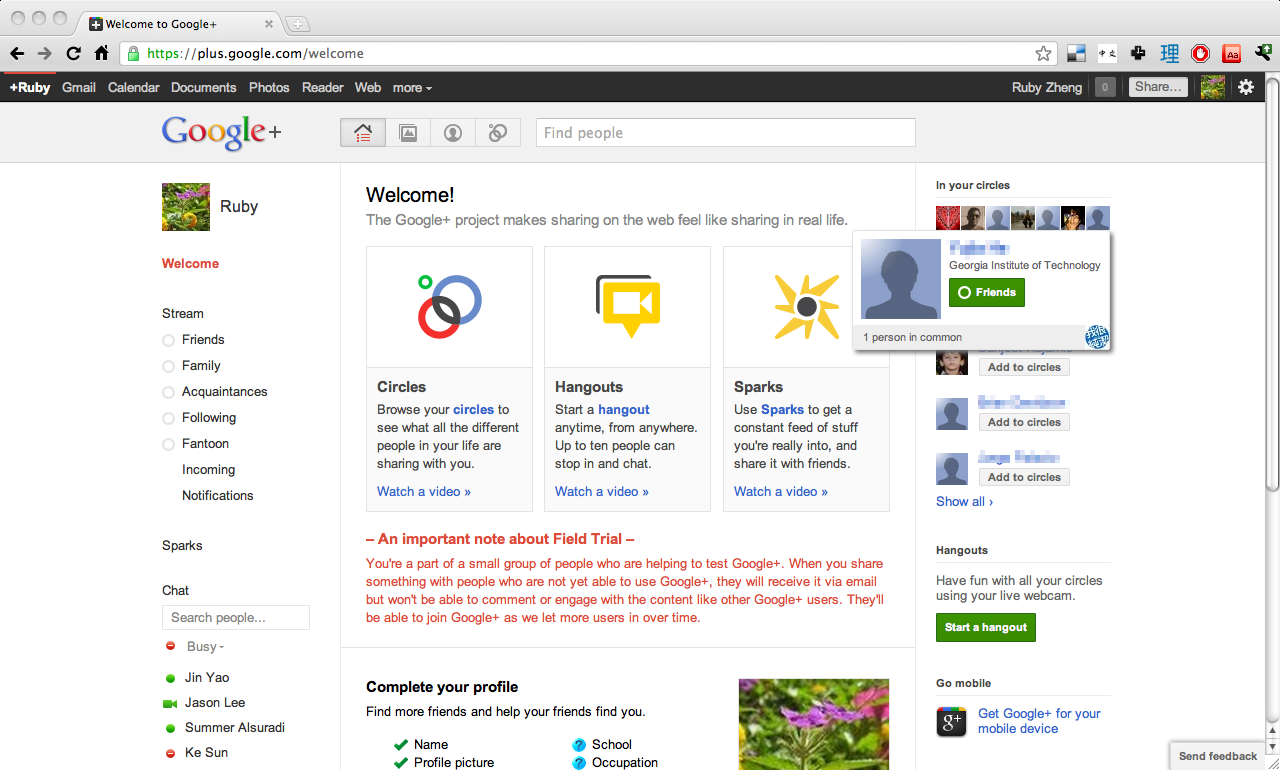 Welcome to Google+
https://plus.google.com/welcome
+Ruby Gmail Calendar Documents Photos Reader Web more
Ruby Zheng 0 Share...
Google+
Find people
Ruby
Welcome
Stream
Friends
Family
Acquaintances
Following
Fantoon
Incoming
Notifications
Sparks
Chat
Search people...
Busy
Jin Yao
Jason Lee
Summer Alsuradi
Ke Sun
Welcome!
The Google+ project makes sharing on the web feel like sharing in real life.
Circles
Browse your circles to
see what all the different
people in your life are
sharing with you.
Watch a video »
Hangouts
Start a hangout
anytime, from anywhere.
Up to ten people can
stop in and chat.
Watch a video »
Sparks
Use Sparks to get a
constant feed of stuff
you're really into, and
share it with friends.
Watch a video »
– An important note about Field Trial –
You're a part of a small group of people who are helping to test Google+. When you share
something with people who are not yet able to use Google+, they will receive it via email
but won't be able to comment or engage with the content like other Google+ users. They'll
be able to join Google+ as we let more users in over time.
Complete your profile
Find more friends and help your friends find you.
Name
Profile picture
? School
? Occupation
In your circles
Georgia Institute of Technology
Friends
1 person in common
Add to circles
Add to circles
Add to circles
Show all ›
Hangouts
Have fun with all your circles
using your live webcam.
Start a hangout
Go mobile
g+
Get Google+ for your
mobile device
Send feedback